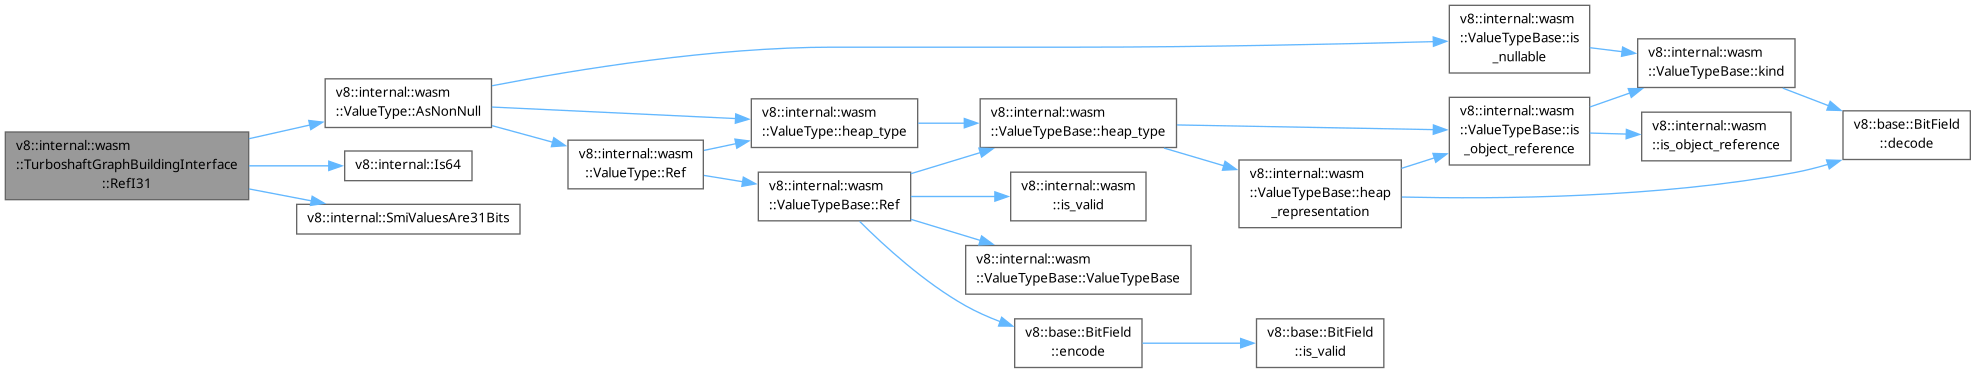 v8::internal::wasm
::TurboshaftGraphBuildingInterface
::RefI31
v8::internal::wasm
::ValueType::AsNonNull
v8::internal::Is64
v8::internal::SmiValuesAre31Bits
v8::internal::wasm
::ValueType::Ref
v8::internal::wasm
::ValueType::heap_type
v8::internal::wasm
::ValueTypeBase::Ref
v8::internal::wasm
::ValueTypeBase::heap_type
v8::internal::wasm
::is_valid
v8::internal::wasm
::ValueTypeBase::ValueTypeBase
v8::base::BitField
::encode
v8::internal::wasm
::ValueTypeBase::heap
_representation
v8::base::BitField
::is_valid
v8::internal::wasm
::ValueTypeBase::is
_nullable
v8::internal::wasm
::ValueTypeBase::is
_object_reference
v8::internal::wasm
::ValueTypeBase::kind
v8::internal::wasm
::is_object_reference
v8::base::BitField
::decode